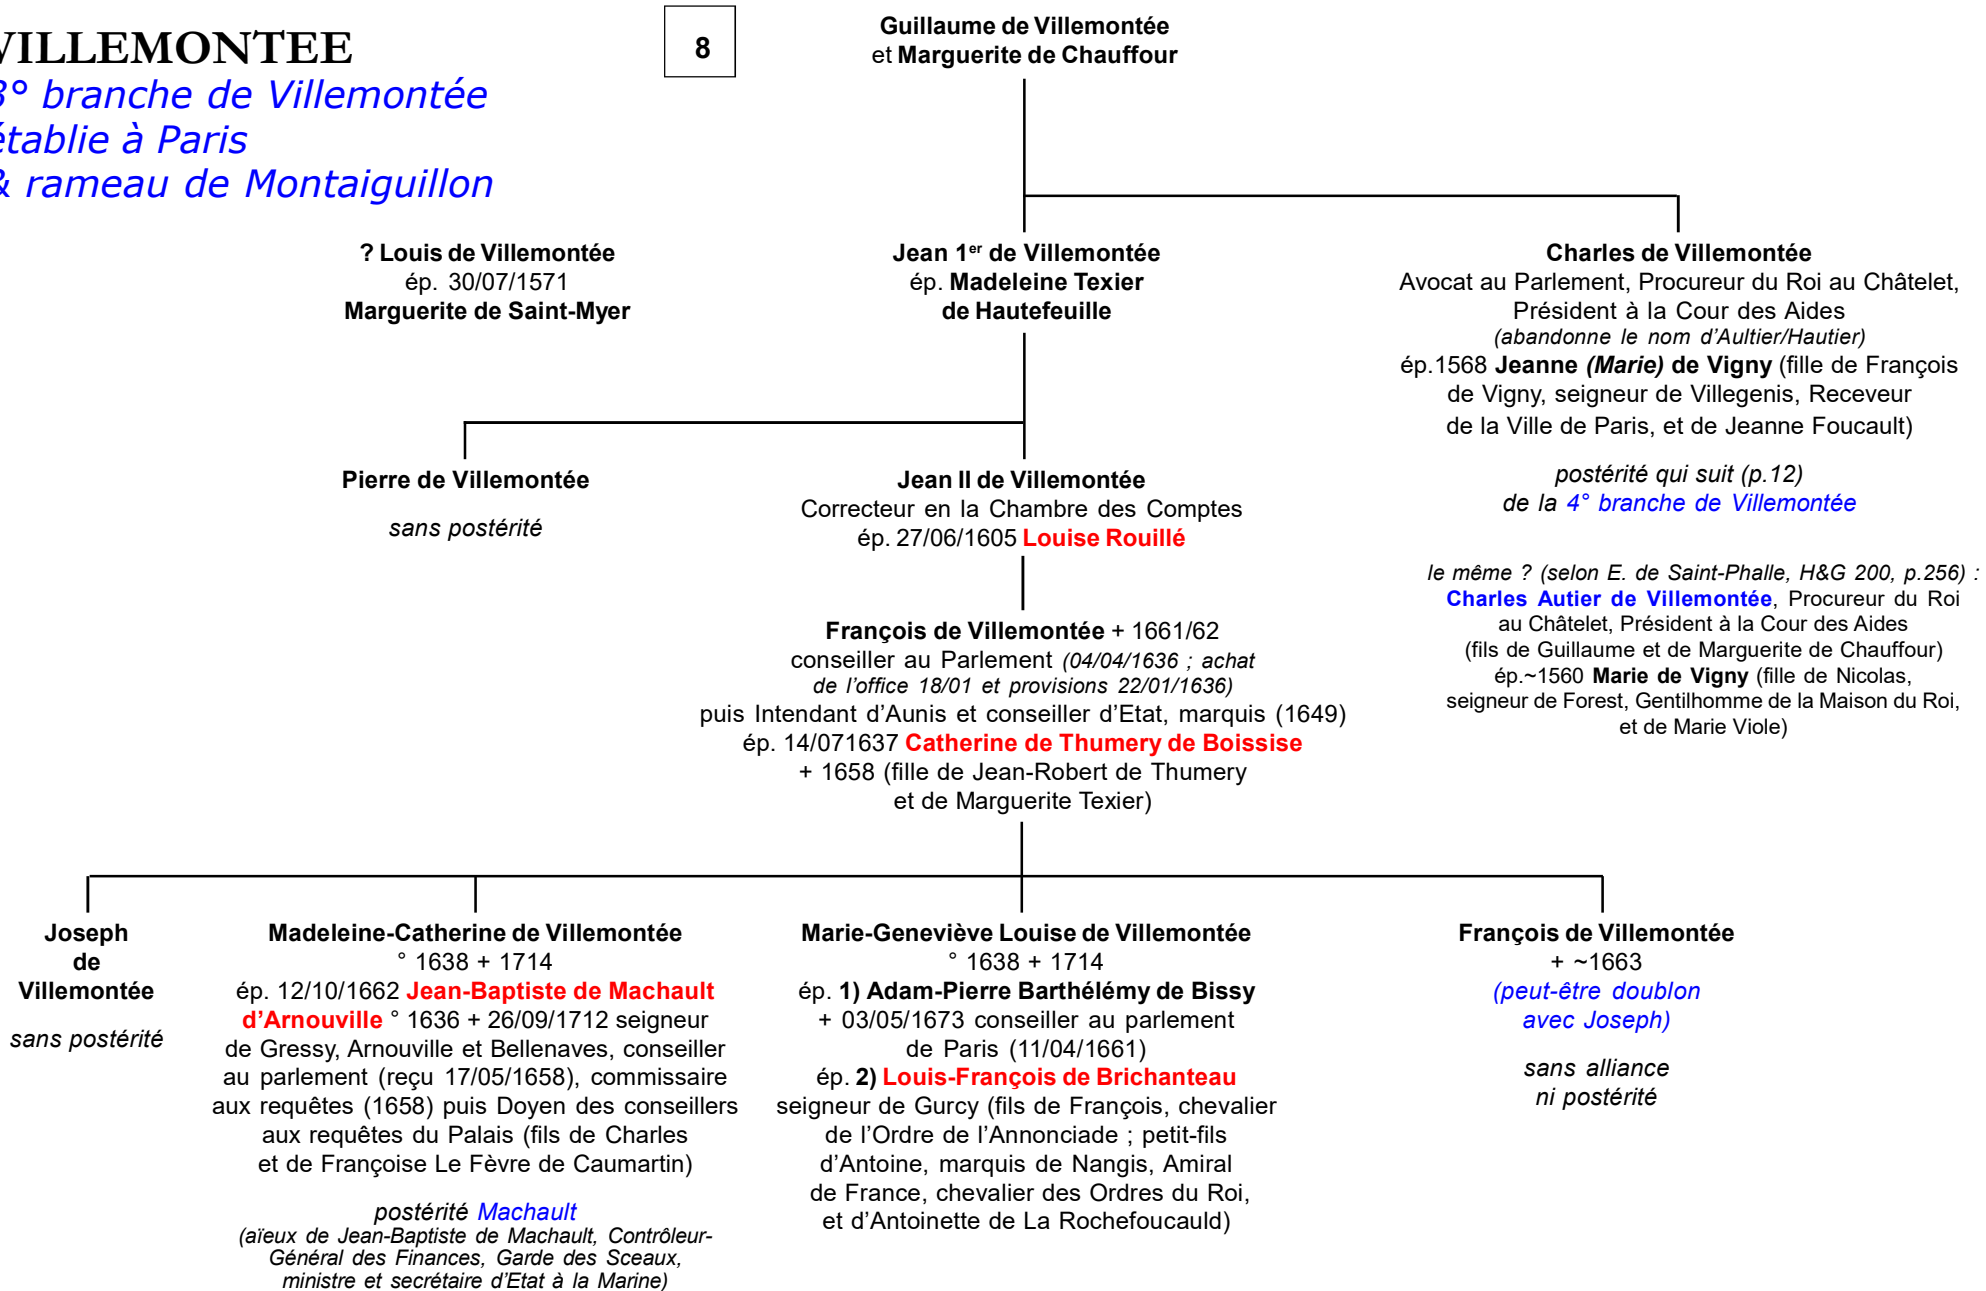 VILLEMONTEE
3° branche de Villemontée
établie à Paris
& rameau de Montaiguillon
8
Guillaume de Villemontée
et Marguerite de Chauffour
? Louis de Villemontée
ép. 30/07/1571
Marguerite de Saint-Myer
Jean 1er de Villemontée
ép. Madeleine Texier
de Hautefeuille
Charles de Villemontée
Avocat au Parlement, Procureur du Roi au Châtelet,
Président à la Cour des Aides
(abandonne le nom d'Aultier/Hautier)
ép.1568 Jeanne (Marie) de Vigny (fille de François
de Vigny, seigneur de Villegenis, Receveur
de la Ville de Paris, et de Jeanne Foucault)
postérité qui suit (p.12)
de la 4° branche de Villemontée
Pierre de Villemontée
sans postérité
Jean II de Villemontée
Correcteur en la Chambre des Comptes
ép. 27/06/1605 Louise Rouillé
le même ? (selon E. de Saint-Phalle, H&G 200, p.256) :
Charles Autier de Villemontée, Procureur du Roi
au Châtelet, Président à la Cour des Aides
(fils de Guillaume et de Marguerite de Chauffour)
ép.~1560 Marie de Vigny (fille de Nicolas,
seigneur de Forest, Gentilhomme de la Maison du Roi,
et de Marie Viole)
François de Villemontée + 1661/62
conseiller au Parlement (04/04/1636 ; achat
de l'office 18/01 et provisions 22/01/1636)
puis Intendant d'Aunis et conseiller d'Etat, marquis (1649)
ép. 14/071637 Catherine de Thumery de Boissise
+ 1658 (fille de Jean-Robert de Thumery
et de Marguerite Texier)
Joseph
de
Villemontée
sans postérité
Madeleine-Catherine de Villemontée
° 1638 + 1714
ép. 12/10/1662 Jean-Baptiste de Machault
d'Arnouville ° 1636 + 26/09/1712 seigneur
de Gressy, Arnouville et Bellenaves, conseiller
au parlement (reçu 17/05/1658), commissaire
aux requêtes (1658) puis Doyen des conseillers
aux requêtes du Palais (fils de Charles
et de Françoise Le Fèvre de Caumartin)
postérité Machault
(aïeux de Jean-Baptiste de Machault, Contrôleur-
Général des Finances, Garde des Sceaux,
ministre et secrétaire d'Etat à la Marine)
Marie-Geneviève Louise de Villemontée
° 1638 + 1714
ép. 1) Adam-Pierre Barthélémy de Bissy
+ 03/05/1673 conseiller au parlement
de Paris (11/04/1661)
ép. 2) Louis-François de Brichanteau
seigneur de Gurcy (fils de François, chevalier
de l'Ordre de l'Annonciade ; petit-fils
d'Antoine, marquis de Nangis, Amiral
de France, chevalier des Ordres du Roi,
et d'Antoinette de La Rochefoucauld)
François de Villemontée
+ ~1663
(peut-être doublon
avec Joseph)
sans alliance
ni postérité